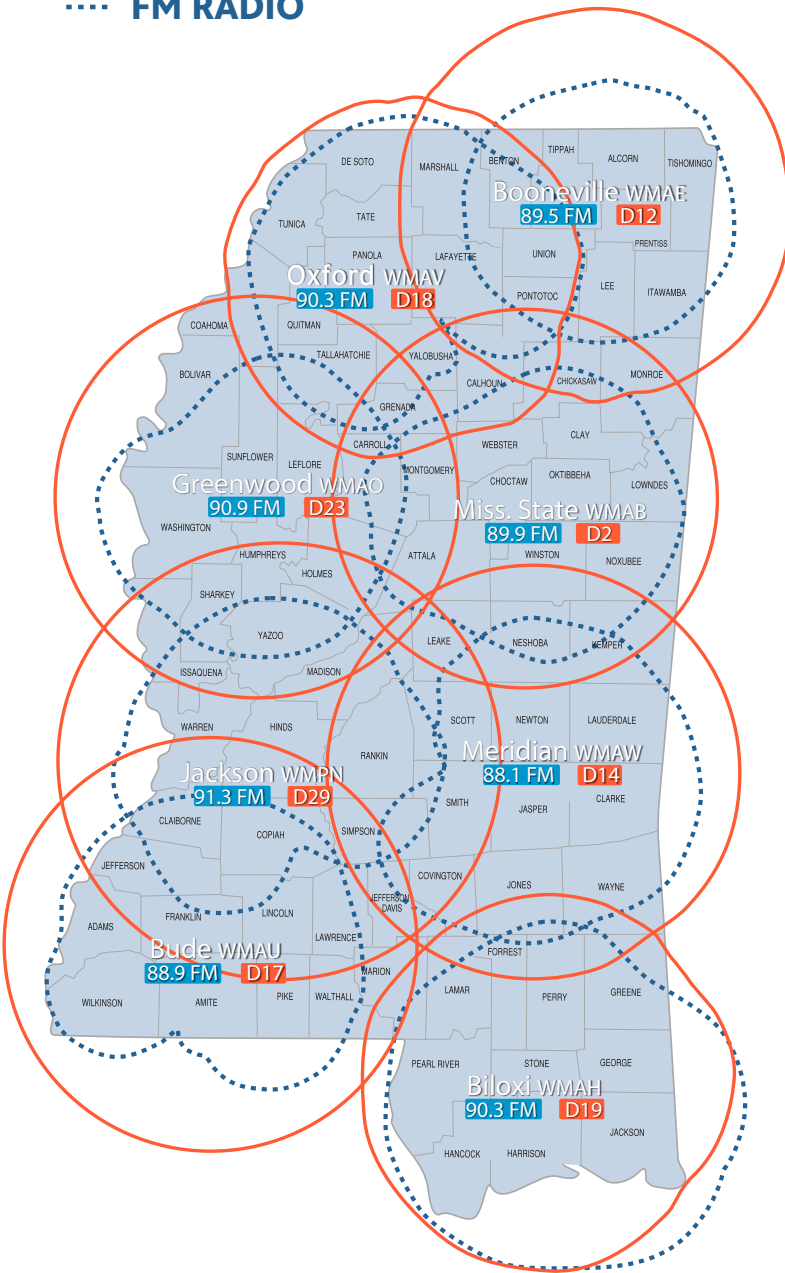 FM RADIO
TIPPAH
ALCORN
DE SOTO
BENTON
MARSHALL
TISHOMINGO
Booneville WMAE
89.5 FM D12
TATE
TUNICA
PRENTISS
PANOLA
LAFAYETTE
UNION
Oxford WMAV
90.3 FM D18
LEE
ITAWAMBA
PONTOTOC
COAHOMA
QUITMAN
TALLAHATCHIE
YALOBUSHA
BOLIVAR
CALHOUN
CHICKASAW
MONROE
GRENADA
CARROLL
WEBSTER
CLAY
SUNFLOWER
LEFLORE
MONTGOMERY
OKTIBBEHA
CHOCTAW
LOWNDES
Greenwood WMAO
90.9 FM D23
Miss. State WMAB
89.9 FM D2
WASHINGTON
HUMPHREYS
ATTALA
WINSTON
NOXUBEE
HOLMES
SHARKEY
YAZOO
LEAKE
NESHOBA
KEMPER
ISSAQUENA
MADISON
WARREN
HINDS
SCOTT
NEWTON
LAUDERDALE
RANKIN
Meridian WMAW
88.1 FM D14
Jackson WMPN
91.3 FM D29
SMITH
JASPER
CLARKE
CLAIBORNE
COPIAH
SIMPSON
JEFFERSON
COVINGTON
JONES
WAYNE
JEFFERSON
DAVIS
ADAMS
FRANKLIN
LINCOLN
LAWRENCE
Bude WMAU
88.9 FM D17
MARION
FORREST
WILKINSON
AMITE
PIKE
WALTHALL
LAMAR
PERRY
GREENE
PEARL RIVER
STONE
GEORGE
Biloxi WMAH
90.3 FM D19
JACKSON
HANCOCK
HARRISON